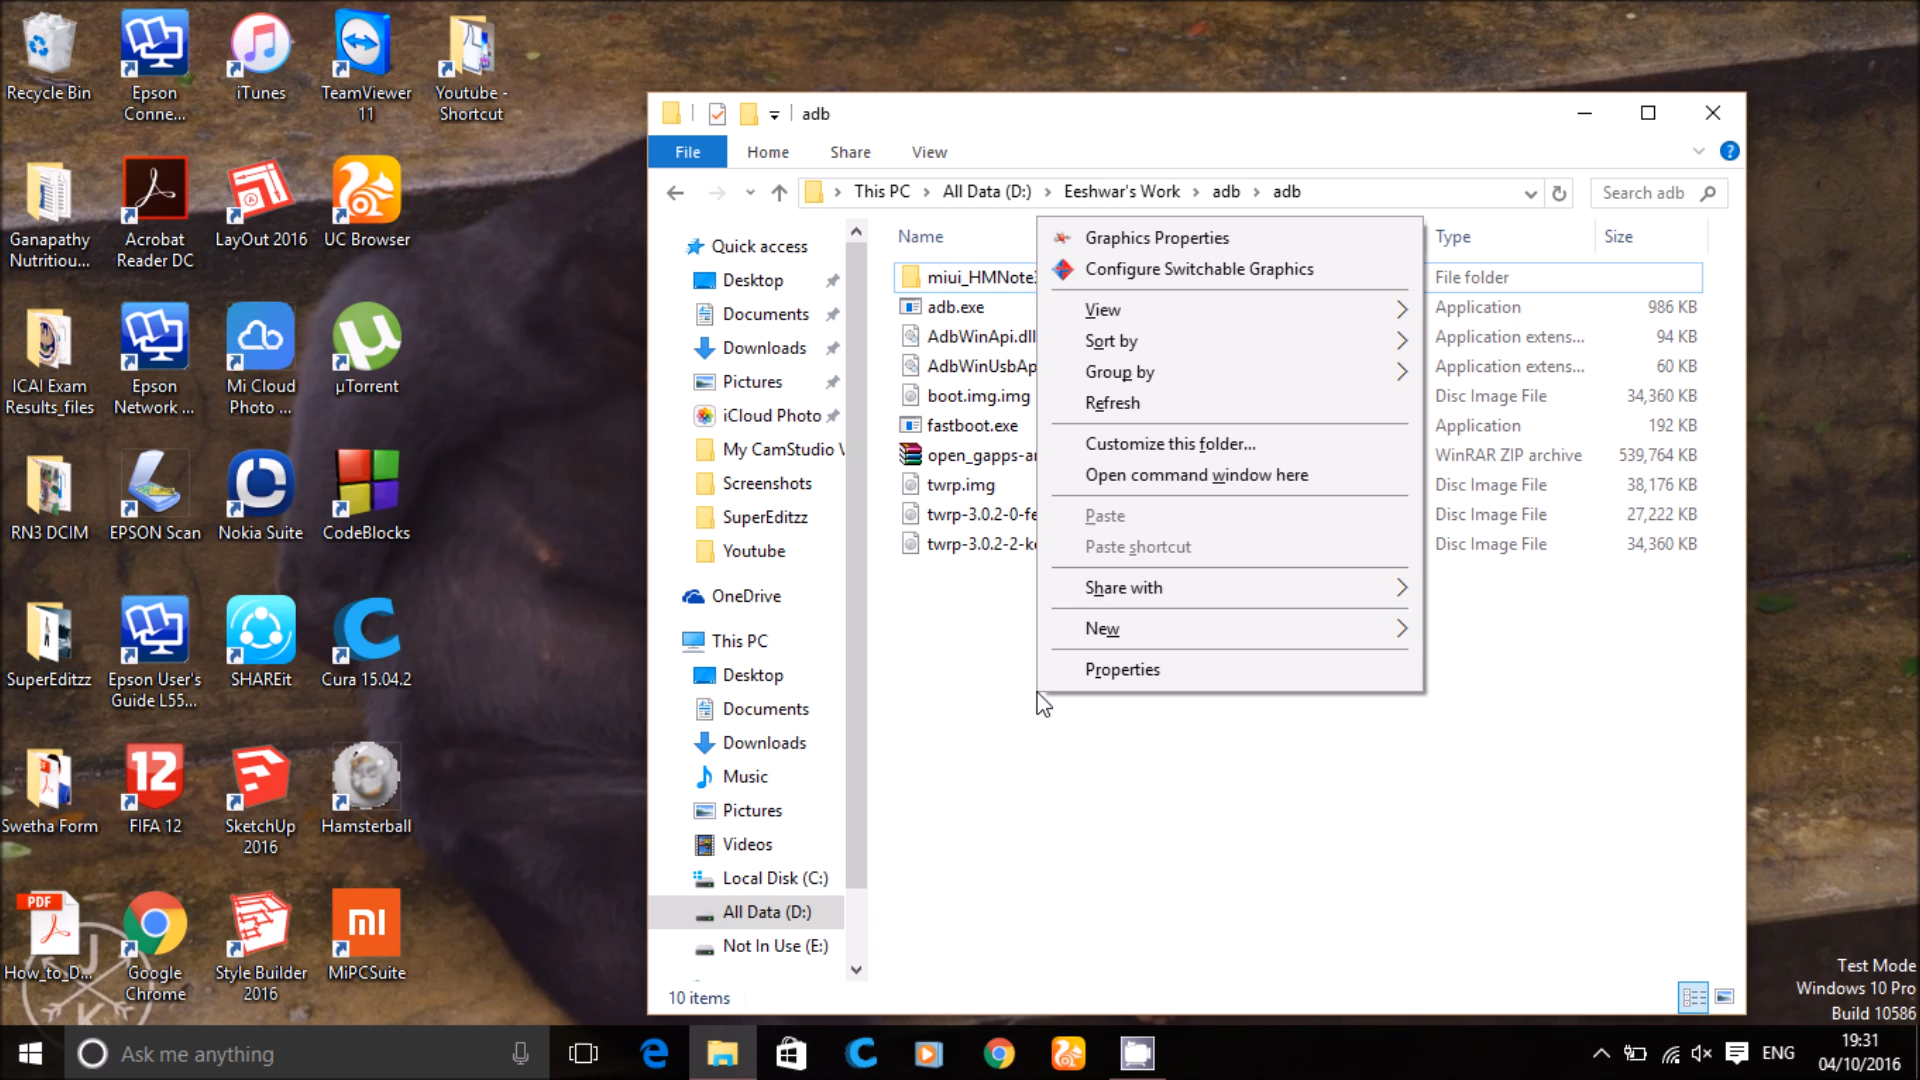 Recycle Bin
Epson
Conne...
iTunes
TeamViewer
11
Youtube -
Shortcut
Ganapathy
Nutritiou...
Acrobat
Reader DC
LayOut 2016
UC Browser
ICAI Exam
Results_files
Epson
Network ...
Mi Cloud
Photo ...
µTorrent
RN3 DCIM
EPSON Scan
Nokia Suite
CodeBlocks
SuperEditzz
Epson User's
Guide L55...
SHAREit
Cura 15.04.2
Swetha Form
12
FIFA 12
SketchUp
2016
Hamsterball
PDF
How_to_D...
Google
Chrome
Style Builder
2016
MI
MiPCSuite
J
K
adb
File
Home
Share
View
This PC
All Data (D:)
Eeshwar's Work
adb
adb
Search adb
Quick access
Desktop
Documents
Downloads
Pictures
iCloud Photo
My CamStudio V
Screenshots
SuperEditzz
Youtube
OneDrive
This PC
Desktop
Documents
Downloads
Music
Pictures
Videos
Local Disk (C:)
All Data (D:)
Not In Use (E:)
Name
Type
Size
miui_HMNote
File folder
adb.exe
Application
986 KB
AdbWinApi.dll
Application extens...
94 KB
AdbWinUsbAp
Application extens...
60 KB
boot.img.img
Disc Image File
34,360 KB
fastboot.exe
Application
192 KB
open_gapps-ar
WinRAR ZIP archive
539,764 KB
twrp.img
Disc Image File
38,176 KB
twrp-3.0.2-0-fe
Disc Image File
27,222 KB
twrp-3.0.2-2-k
Disc Image File
34,360 KB
Graphics Properties
Configure Switchable Graphics
View
Sort by
Group by
Refresh
Customize this folder...
Open command window here
Paste
Paste shortcut
Share with
New
Properties
10 items
Test Mode
Windows 10 Pro
Build 10586
Ask me anything
ENG
19:31
04/10/2016